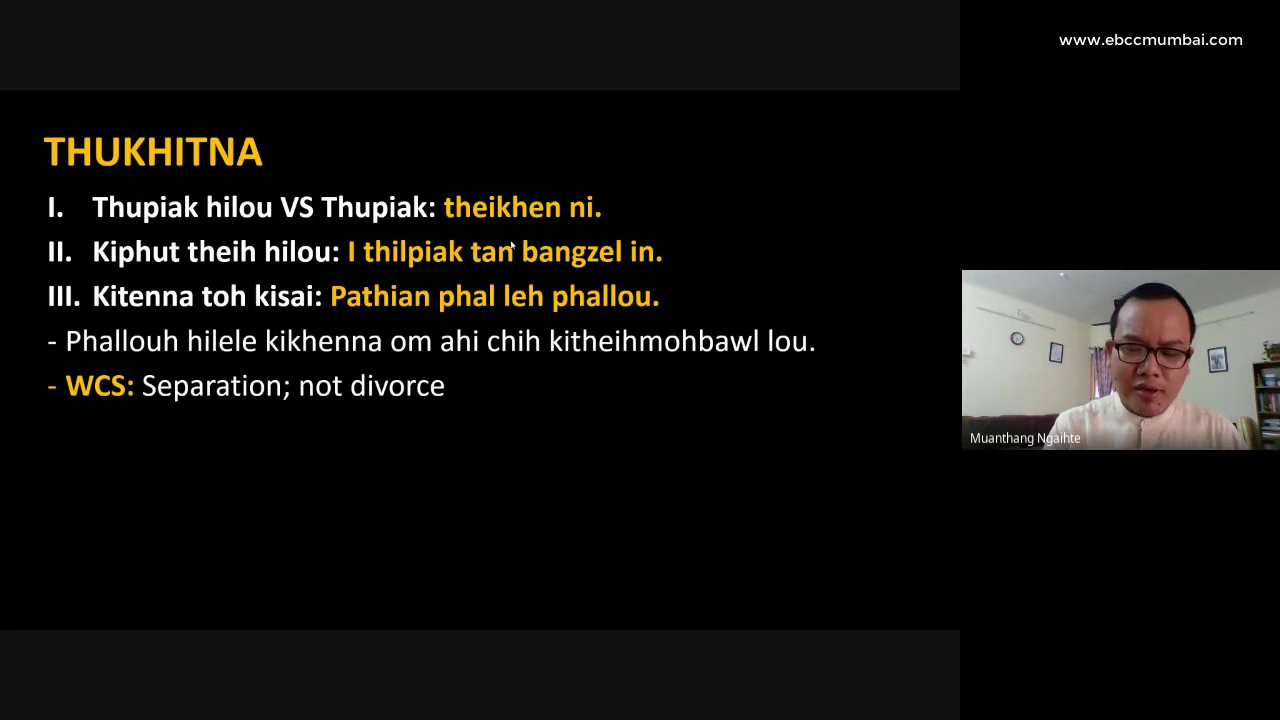 www.ebccmumbai.com
THUKHITNA
I. Thupiak hilou VS Thupiak: theikhen ni.
II. Kiphut theih hilou: I thilpiak tan bangzel in.
III. Kitenna toh kisai: Pathian phal leh phallou.
- Phallouh hilele kikhenna om ahi chih kitheihmohbawl lou.
- WCS: Separation; not divorce
Muanthang Ngaihte